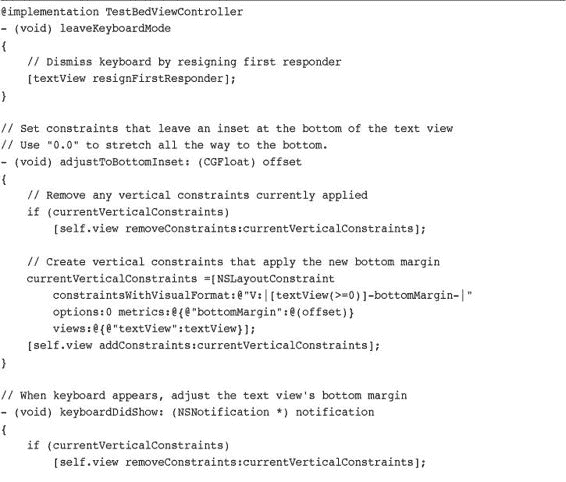 @implementation TestBedViewController
- (void) leaveKeyboardMode
{
    // Dismiss keyboard by resigning first responder
    [textView resignFirstResponder];
}

// Set constraints that leave an inset at the bottom of the text view
// Use "0.0" to stretch all the way to the bottom.
- (void) adjustToBottomInset: (CGFloat) offset
{
    // Remove any vertical constraints currently applied
    if (currentVerticalConstraints)
        [self.view removeConstraints:currentVerticalConstraints];

    // Create vertical constraints that apply the new bottom margin
    currentVerticalConstraints =[NSLayoutConstraint
        constraintsWithVisualFormat:@"V:|[textView(>=0)]-bottomMargin-|"
        options:0 metrics:@{@"bottomMargin":@(offset)}
        views:@{@"textView":textView}];
    [self.view addConstraints:currentVerticalConstraints];
}

// When keyboard appears, adjust the text view's bottom margin
- (void) keyboardDidShow: (NSNotification *) notification
{
    if (currentVerticalConstraints)
        [self.view removeConstraints:currentVerticalConstraints];